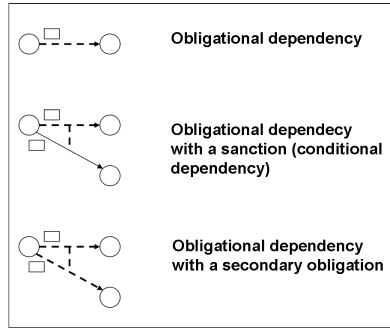 Obligational dependency
Obligational dependecy
with a sanction (conditional
dependency)
Obligational dependency
with a secondary obligation